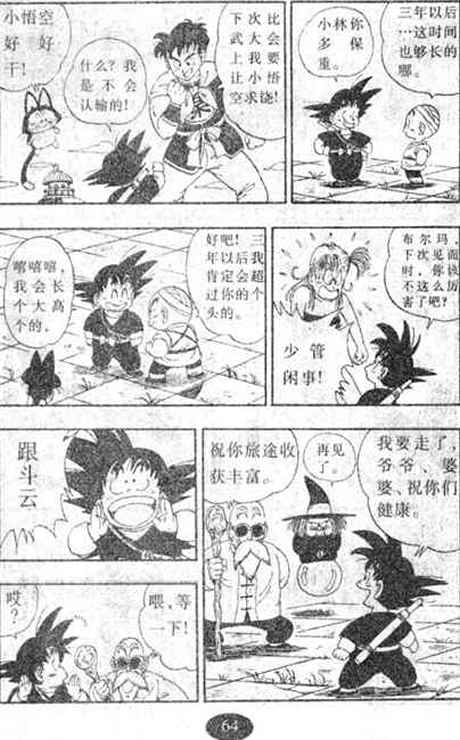 三年以后
…这时间
也够长的
哪。
小林你
多保
重。
下次比
武大会
上我要
让小悟
空求饶!
什么?我
是不会
认输的!
小悟空
好好
干!
布尔玛,
下次见面
时,你该
不这么厉
害了吧?
少管
闲事!
好吧!三
年以后我
肯定会超
过你的个
头的。
嘻嘻嘻,
我会长
个大高
个的。
我要走了,
爷爷、婆
婆、祝你们
健康。
再见
了。
祝你旅途收
获丰富。
跟斗云
喂,等
一下!
哎?
64